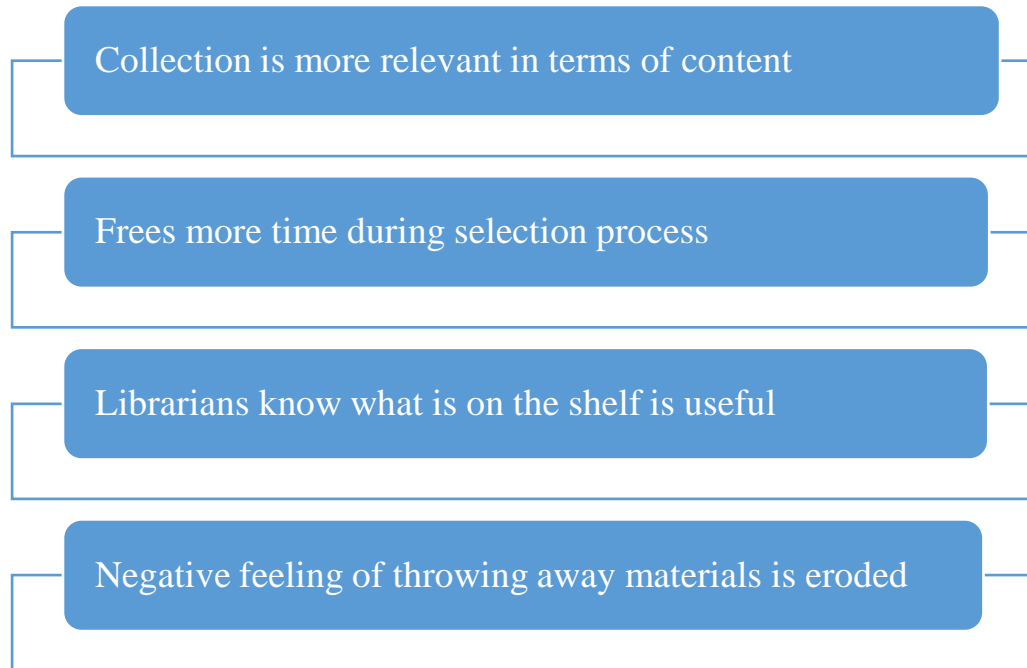 Collection is more relevant in terms of content
Frees more time during selection process
Librarians know what is on the shelf is useful
Negative feeling of throwing away materials is eroded